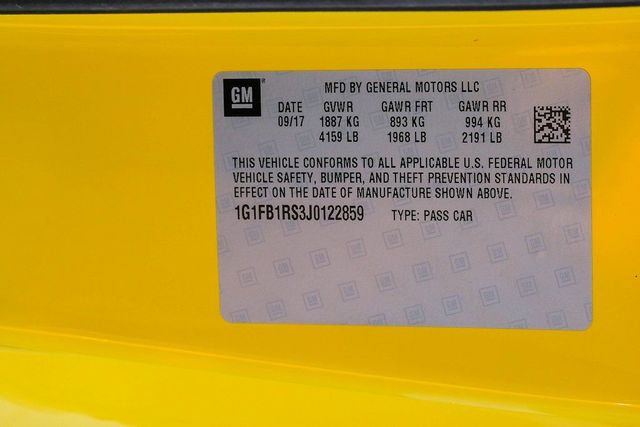 GM
MFD BY GENERAL MOTORS LLC
DATE GVWR GAWR FRT GAWR RR
09/17 1887 KG 893 KG 994 KG
4159 LB 1968 LB 2191 LB
THIS VEHICLE CONFORMS TO ALL APPLICABLE U.S. FEDERAL MOTOR
VEHICLE SAFETY, BUMPER, AND THEFT PREVENTION STANDARDS IN
EFFECT ON THE DATE OF MANUFACTURE SHOWN ABOVE.
1G1FB1RS3J0122859 TYPE: PASS CAR